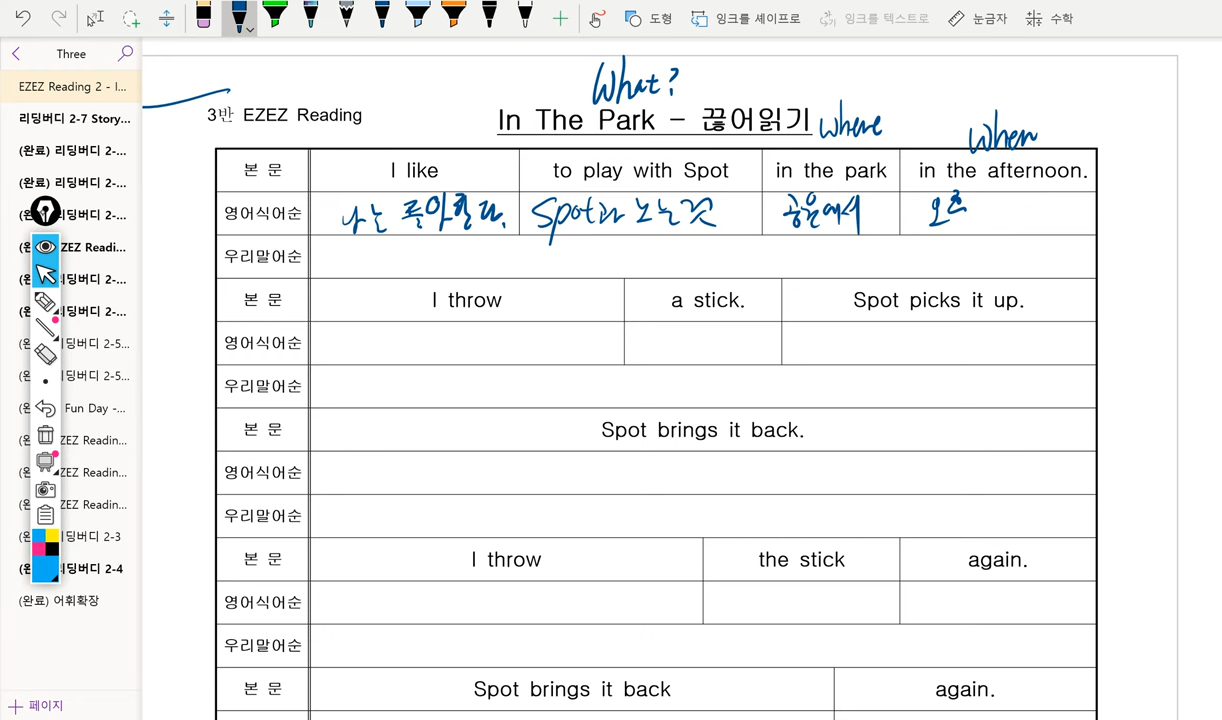 도형 잉크를 셰이프로 잉크를 텍스트로 눈금자 수학
Three
EZEZ Reading 2 - I...
리딩버디 2-7 Story...
(완료) 리딩버디 2-...
(완료) 리딩버디 2-...
딩버디 2-...
ZEZ Readi...
딩버디 2-...
딩버디 2-...
리딩버디 2-5...
딩버디 2-5...
Fun Day -...
EZEZ Readin...
ZEZ Readin...
ZEZ Readin...
딩버디 2-3
리딩버디 2-4
(완료) 어휘확장
페이지
What?
3반 EZEZ Reading
In The Park - 끊어읽기
where
when
본 문 I like to play with Spot in the park in the afternoon.
영어식어순 나는 좋아한다. Spot과 노는 것 공원에서 오후
우리말어순
본 문 I throw a stick. Spot picks it up.
영어식어순
우리말어순
본 문 Spot brings it back.
영어식어순
우리말어순
본 문 I throw the stick again.
영어식어순
우리말어순
본 문 Spot brings it back again.